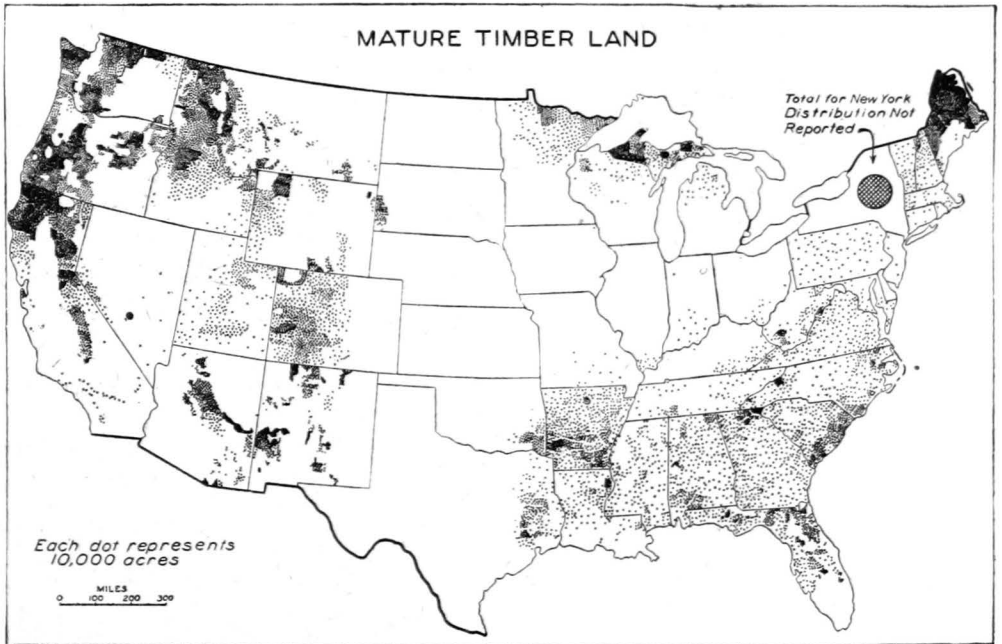 MATURE TIMBER LAND
Total for New York
Distribution Not
Reported
Each dot represents
10,000 acres
MILES
0 100 200 300